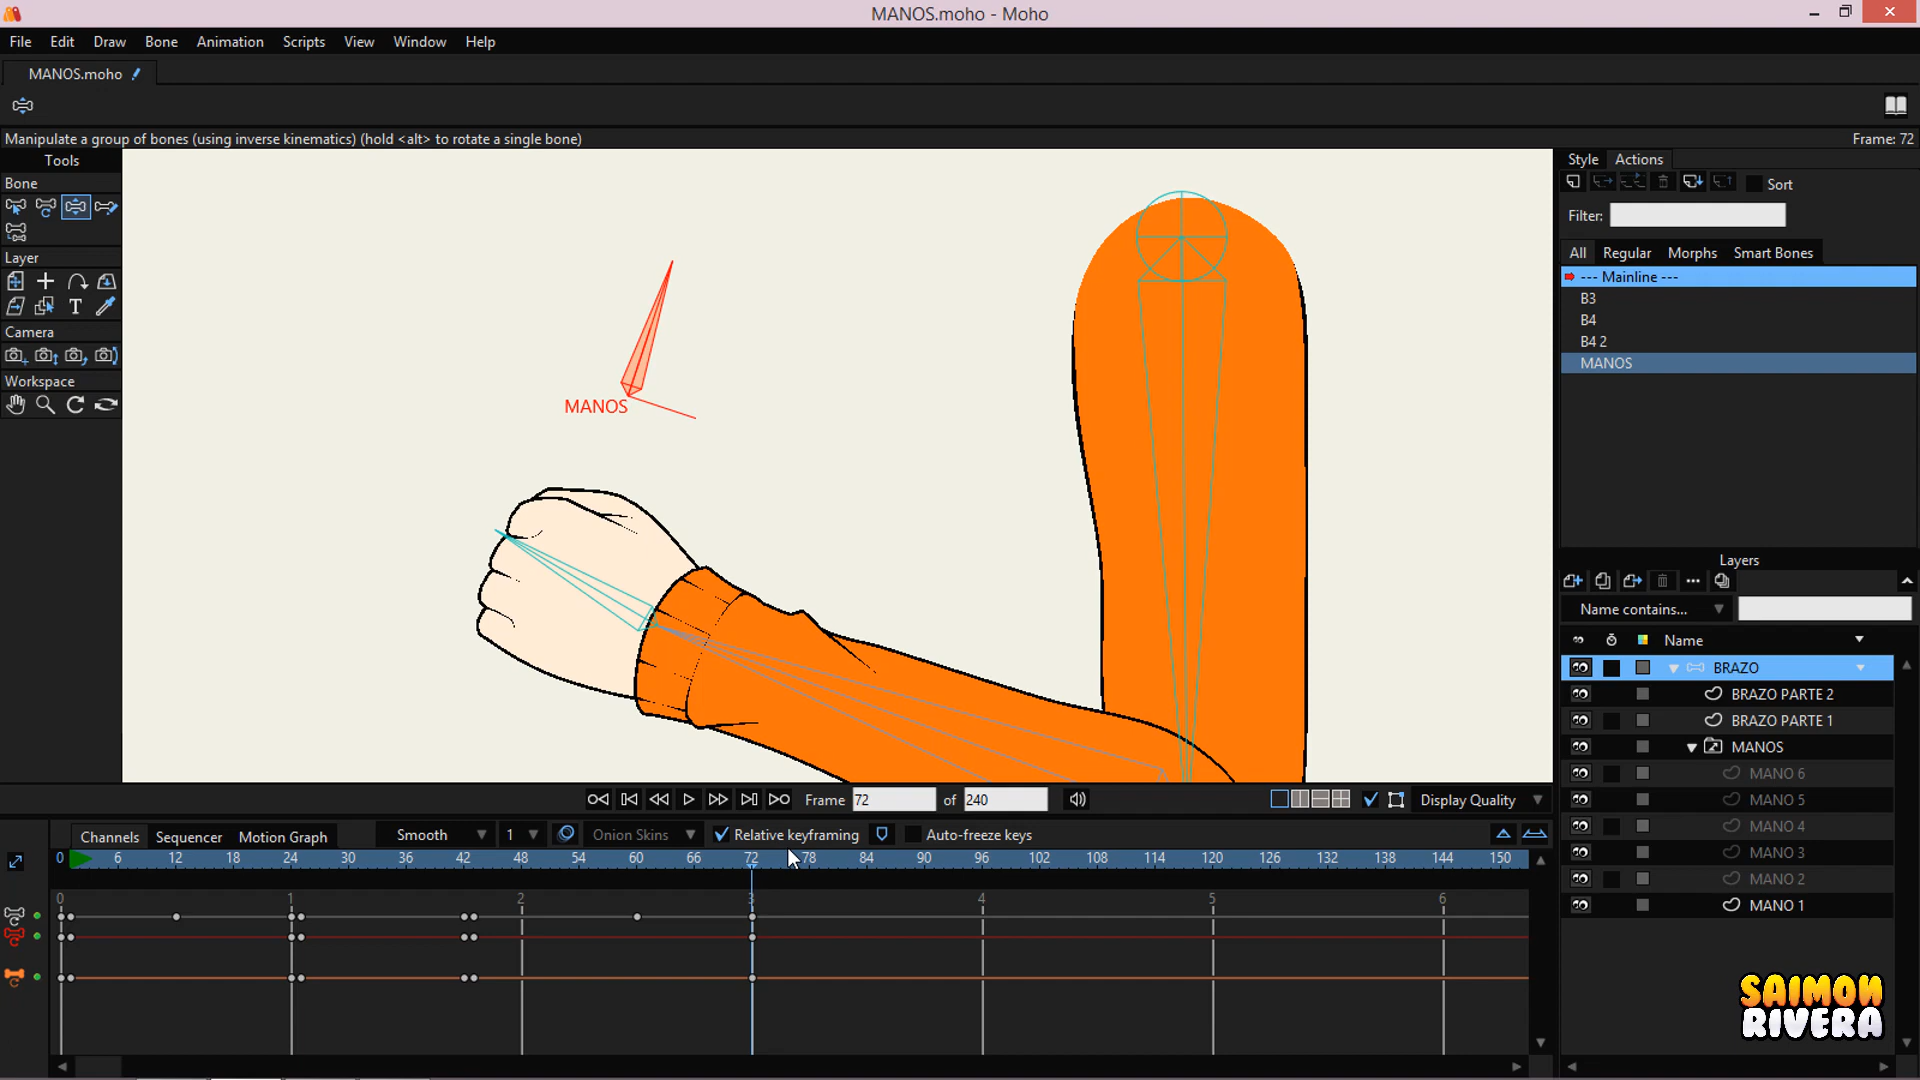 MANOS.moho - Moho
File Edit Draw Bone Animation Scripts View Window Help
MANOS.moho
Manipulate a group of bones (using inverse kinematics) (hold <alt> to rotate a single bone)
Frame: 72
Tools
Bone
Layer
T
Camera
Workspace
MANOS
Style Actions
Sort
Filter:
All Regular Morphs Smart Bones
--- Mainline ---
B3
B4
B4 2
MANOS
Layers
Name contains...
Name
BRAZO
BRAZO PARTE 2
BRAZO PARTE 1
MANOS
MANO 6
MANO 5
MANO 4
MANO 3
MANO 2
MANO 1
Frame 72 of 240
Display Quality
Channels Sequencer Motion Graph Smooth 1 Onion Skins Relative keyframing Auto-freeze keys
0 6 12 18 24 30 36 42 48 54 60 66 72 78 84 90 96 102 108 114 120 126 132 138 144 150
0 1 2 3 4 5 6
SAIMON
RIVERA